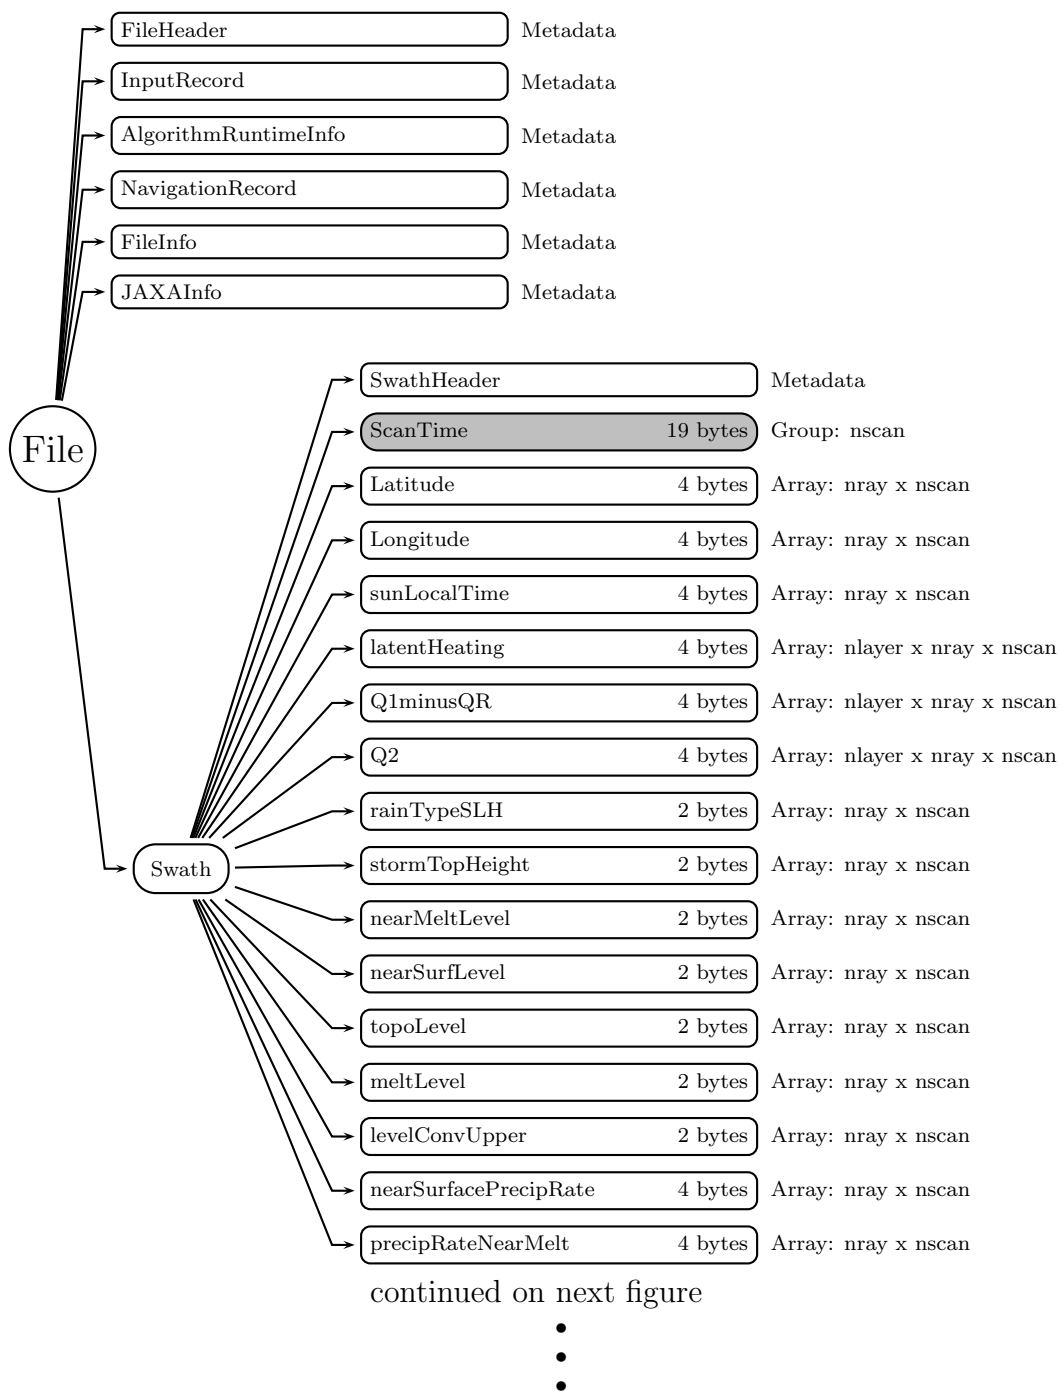 FileHeader Metadata
InputRecord Metadata
AlgorithmRuntimeInfo Metadata
NavigationRecord Metadata
FileInfo Metadata
JAXAInfo Metadata
SwathHeader Metadata
ScanTime 19 bytes Group: nscan
File
Latitude 4 bytes Array: nray x nscan
Longitude 4 bytes Array: nray x nscan
sunLocalTime 4 bytes Array: nray x nscan
latentHeating 4 bytes Array: nlayer x nray x nscan
Q1minusQR 4 bytes Array: nlayer x nray x nscan
Q2 4 bytes Array: nlayer x nray x nscan
rainTypeSLH 2 bytes Array: nray x nscan
stormTopHeight 2 bytes Array: nray x nscan
Swath
nearMeltLevel 2 bytes Array: nray x nscan
nearSurfLevel 2 bytes Array: nray x nscan
topoLevel 2 bytes Array: nray x nscan
meltLevel 2 bytes Array: nray x nscan
levelConvUpper 2 bytes Array: nray x nscan
nearSurfacePrecipRate 4 bytes Array: nray x nscan
precipRateNearMelt 4 bytes Array: nray x nscan
continued on next figure